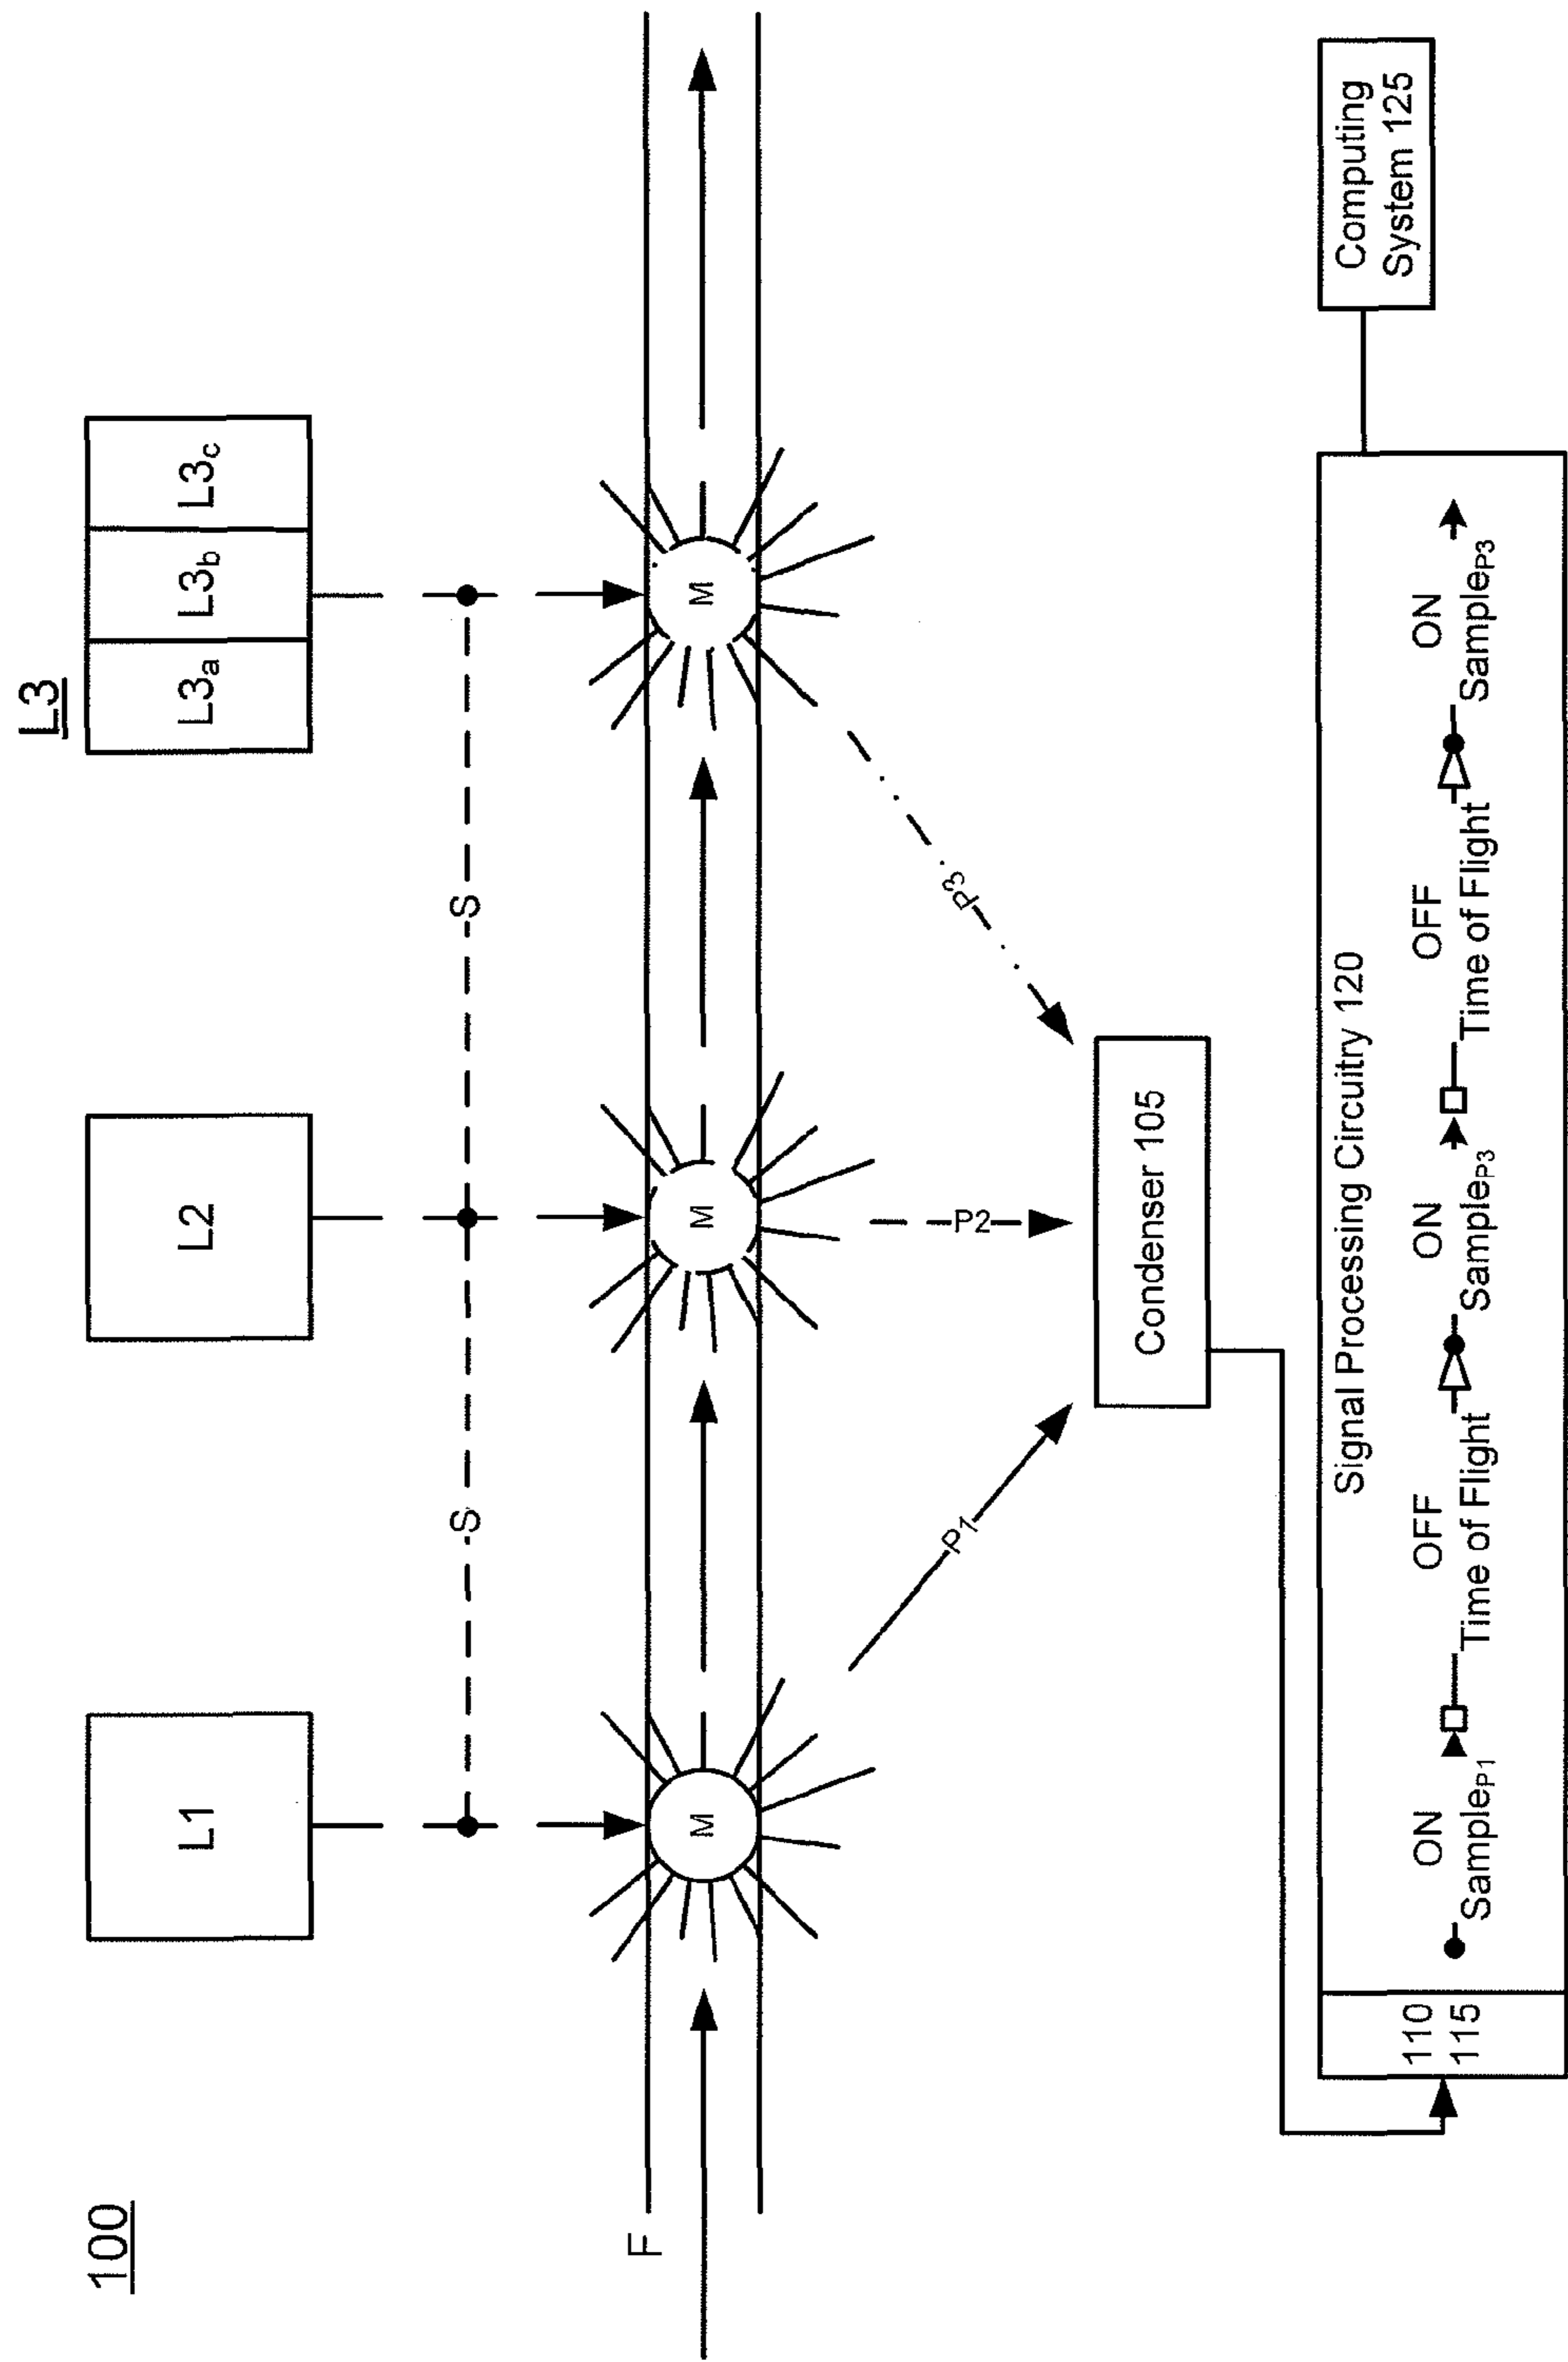 100
L3
L1
L2
L3a
L3b
L3c
S
S
F
M
M
M
P1
P2
P3
Condenser 105
110
115
Signal Processing Circuitry 120
ON
OFF
ON
OFF
ON
SampleP1
Time of Flight
SampleP3
Time of Flight
SampleP3
Computing
System 125